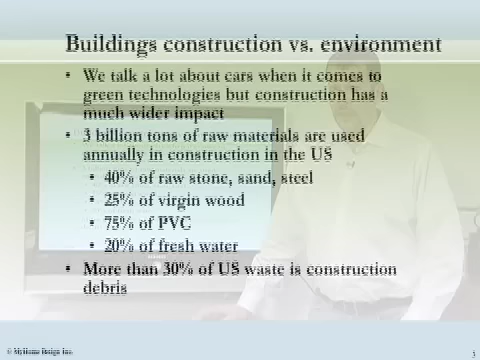 Buildings construction vs. environment
• We talk a lot about cars when it comes to
green technologies but construction has a
much wider impact
• 3 billion tons of raw materials are used
annually in construction in the US
• 40% of raw stone, sand, steel
• 25% of virgin wood
• 75% of PVC
• 20% of fresh water
• More than 30% of US waste is construction
debris
© MyHome Design Inc.
3